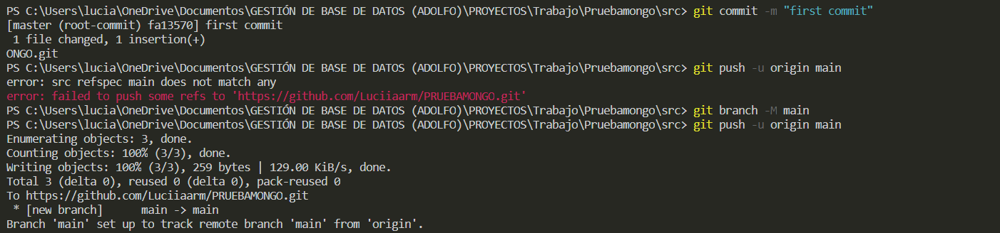 PS C:\Users\lucia\OneDrive\Documentos\GESTIÓN DE BASE DE DATOS (ADOLFO)\PROYECTOS\Trabajo\Pruebamongo\src> git commit -m "first commit"
[master (root-commit) fa13570] first commit
 1 file changed, 1 insertion(+)
ONGO.git
PS C:\Users\lucia\OneDrive\Documentos\GESTIÓN DE BASE DE DATOS (ADOLFO)\PROYECTOS\Trabajo\Pruebamongo\src> git push -u origin main
error: src refspec main does not match any
error: failed to push some refs to 'https://github.com/Luciiaarm/PRUEBAMONGO.git'
PS C:\Users\lucia\OneDrive\Documentos\GESTIÓN DE BASE DE DATOS (ADOLFO)\PROYECTOS\Trabajo\Pruebamongo\src> git branch -M main
PS C:\Users\lucia\OneDrive\Documentos\GESTIÓN DE BASE DE DATOS (ADOLFO)\PROYECTOS\Trabajo\Pruebamongo\src> git push -u origin main
Enumerating objects: 3, done.
Counting objects: 100% (3/3), done.
Writing objects: 100% (3/3), 259 bytes | 129.00 KiB/s, done.
Total 3 (delta 0), reused 0 (delta 0), pack-reused 0
To https://github.com/Luciiaarm/PRUEBAMONGO.git
 * [new branch]      main -> main
Branch 'main' set up to track remote branch 'main' from 'origin'.